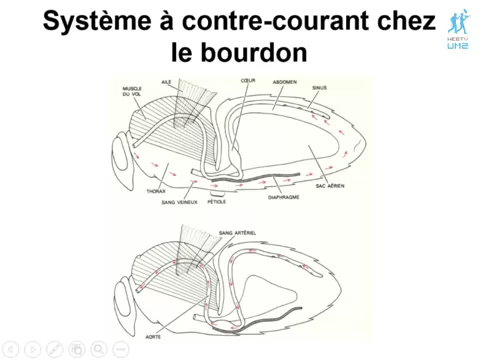 Système à contre-courant chez
le bourdon
HEETV
UM2
CŒUR
AILE
ABDOMEN
SINUS
MUSCLE
DU VOL
SAC AÉRIEN
THORAX
DIAPHRAGME
SANG VEINEUX
PÉTIOLE
SANG ARTÉRIEL
AORTE